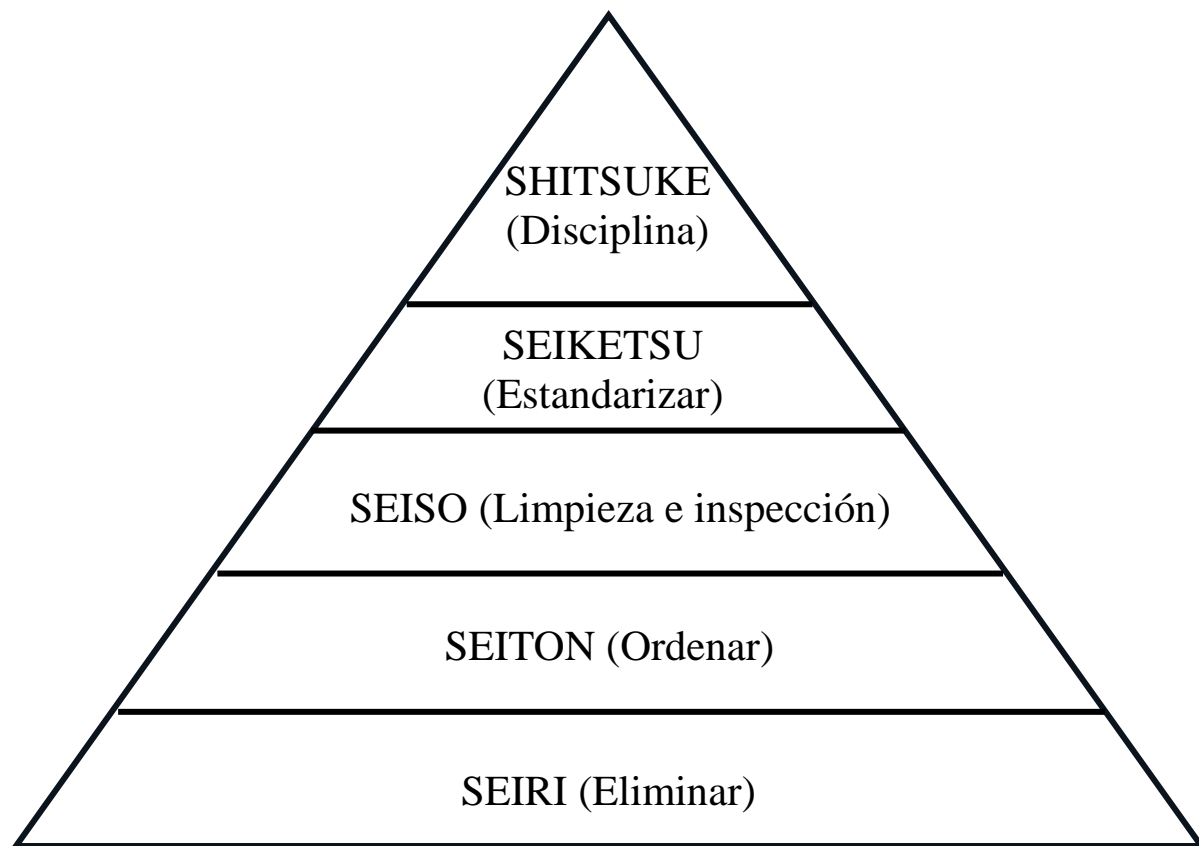 SHITSUKE
(Disciplina)
SEIKETSU
(Estandarizar)
SEISO (Limpieza e inspección)
SEITON (Ordenar)
SEIRI (Eliminar)